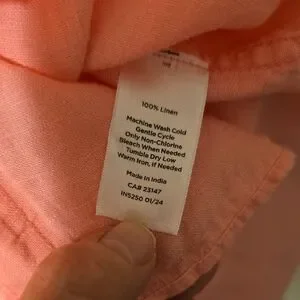 100% Linen
Machine Wash Cold
Gentle Cycle
Only Non-Chlorine
Bleach When Needed
Tumble Dry Low
Warm Iron, if Needed
Made in India
CA# 23147
IN5250 01/24